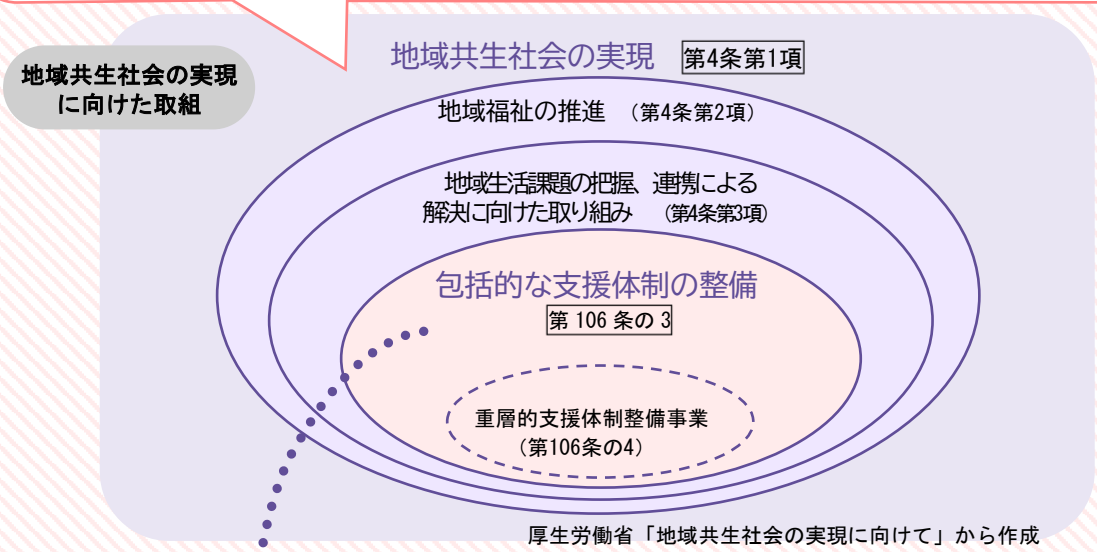 地域共生社会の実現
に向けた取組
地域共生社会の実現 第4条第1項
地域福祉の推進 （第4条第2項）
地域生活課題の把握、連携による
解決に向けた取り組み （第4条第3項）
包括的な支援体制の整備
第 106 条の 3
重層的支援体制整備事業
（第106条の4）
厚生労働省「地域共生社会の実現に向けて」から作成